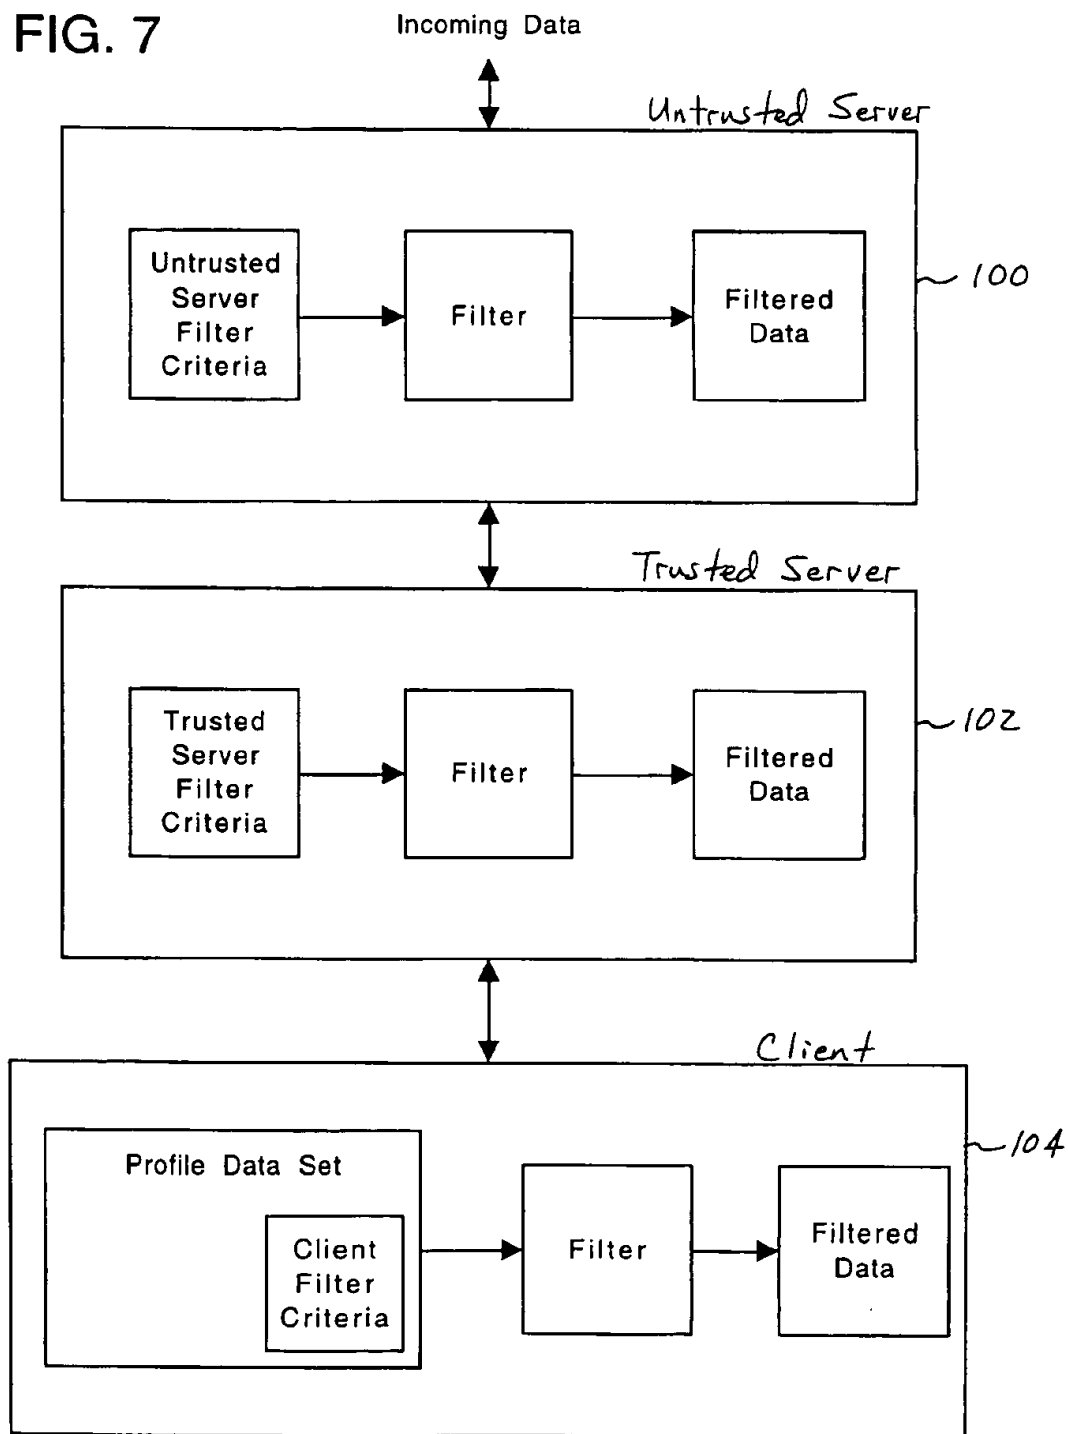 FIG. 7
Incoming Data
Untrusted Server
Untrusted
Server
Filter
Criteria
Filter
Filtered
Data
100
Trusted Server
Trusted
Server
Filter
Criteria
Filter
Filtered
Data
102
Client
Profile Data Set
Client
Filter
Criteria
Filter
Filtered
Data
104